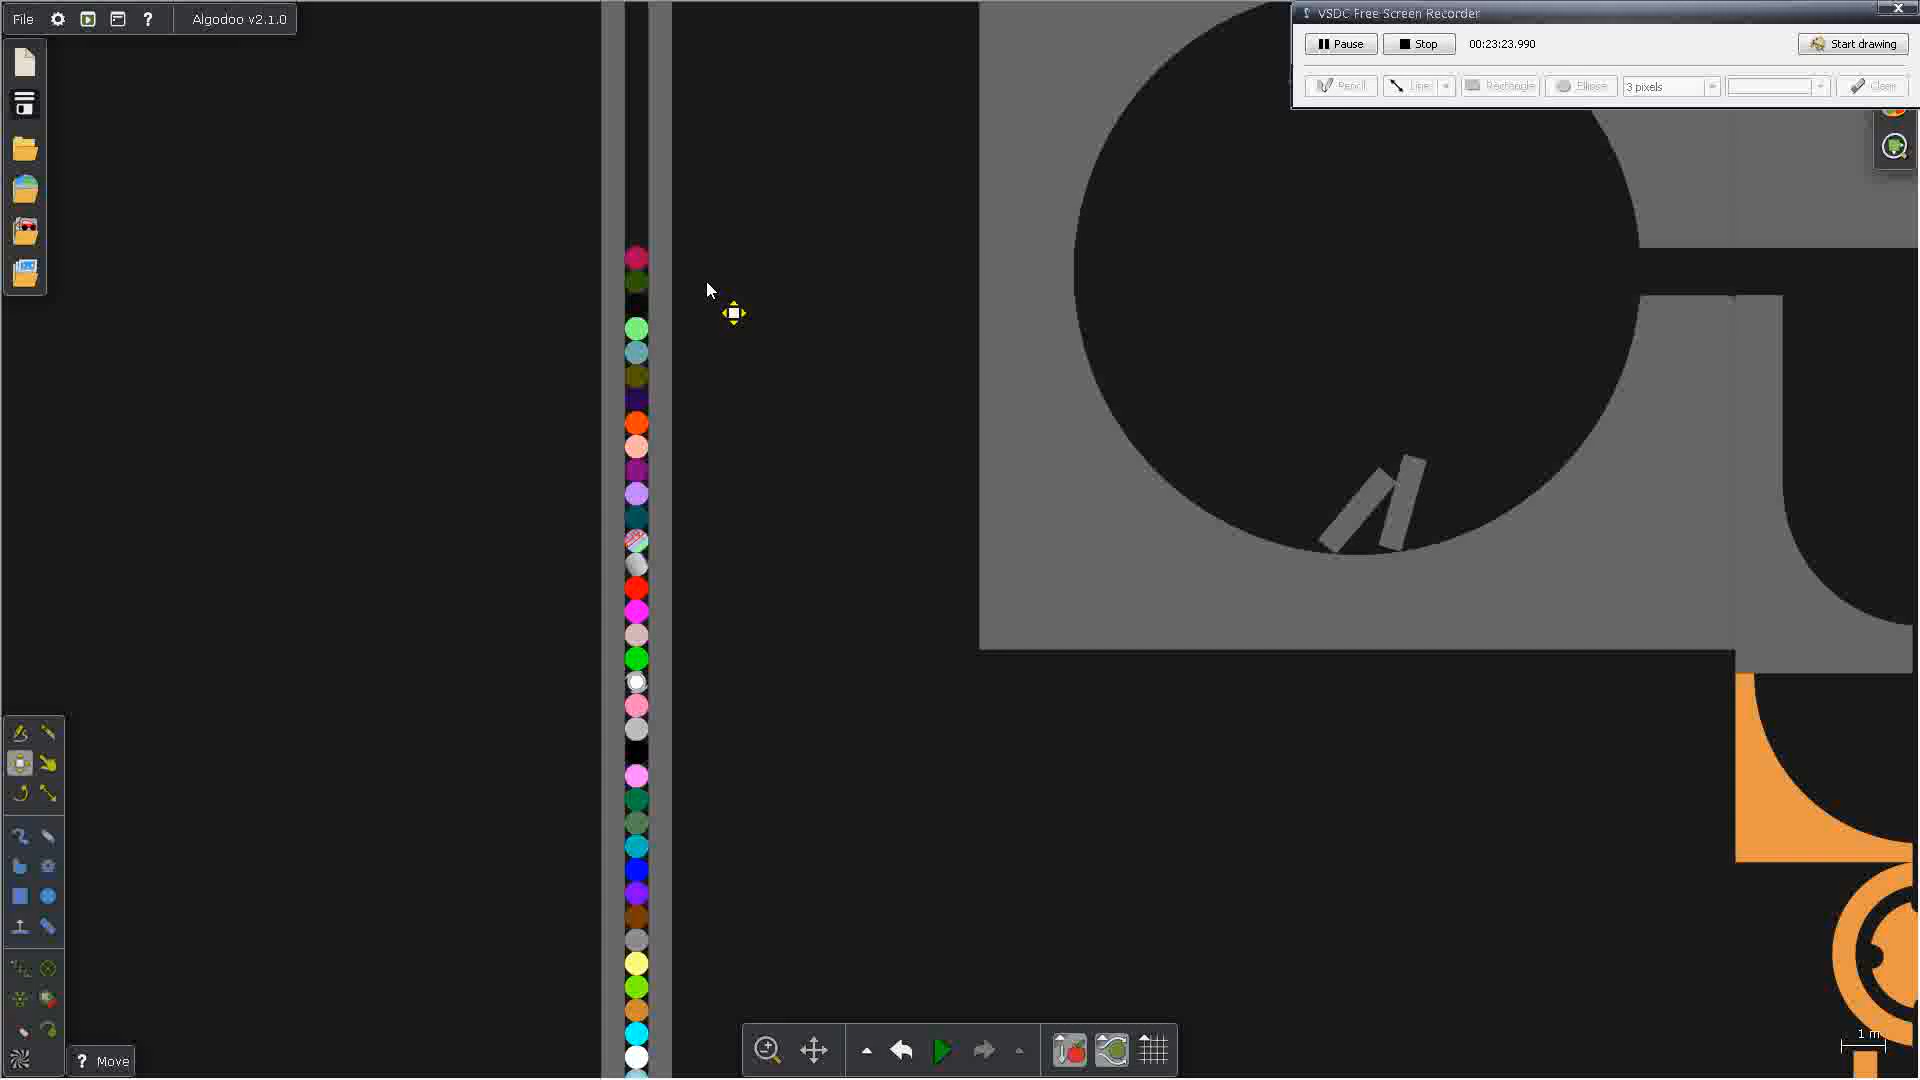 File ? Algodoo v2.1.0
VSDC Free Screen Recorder
Pause Stop 00:23:23.990 Start drawing
Pencil Line Rectangle Ellipse 3 pixels Clean
1 m
? Move